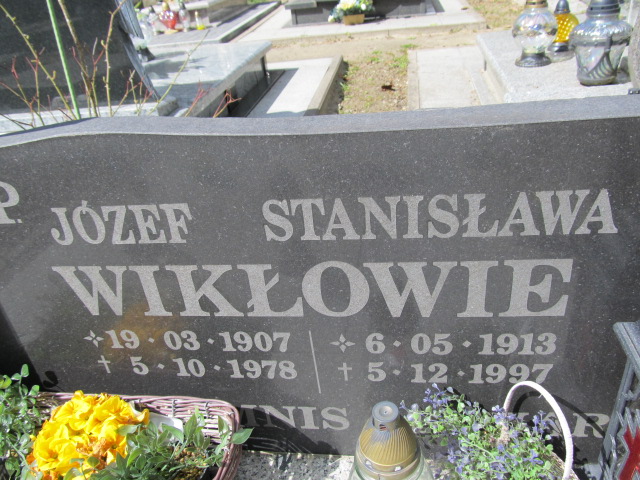 P.
JÓZEF STANISŁAWA
WIKŁOWIE
19·03·1907 6·05·1913
† 5·10·1978 † 5·12·1997